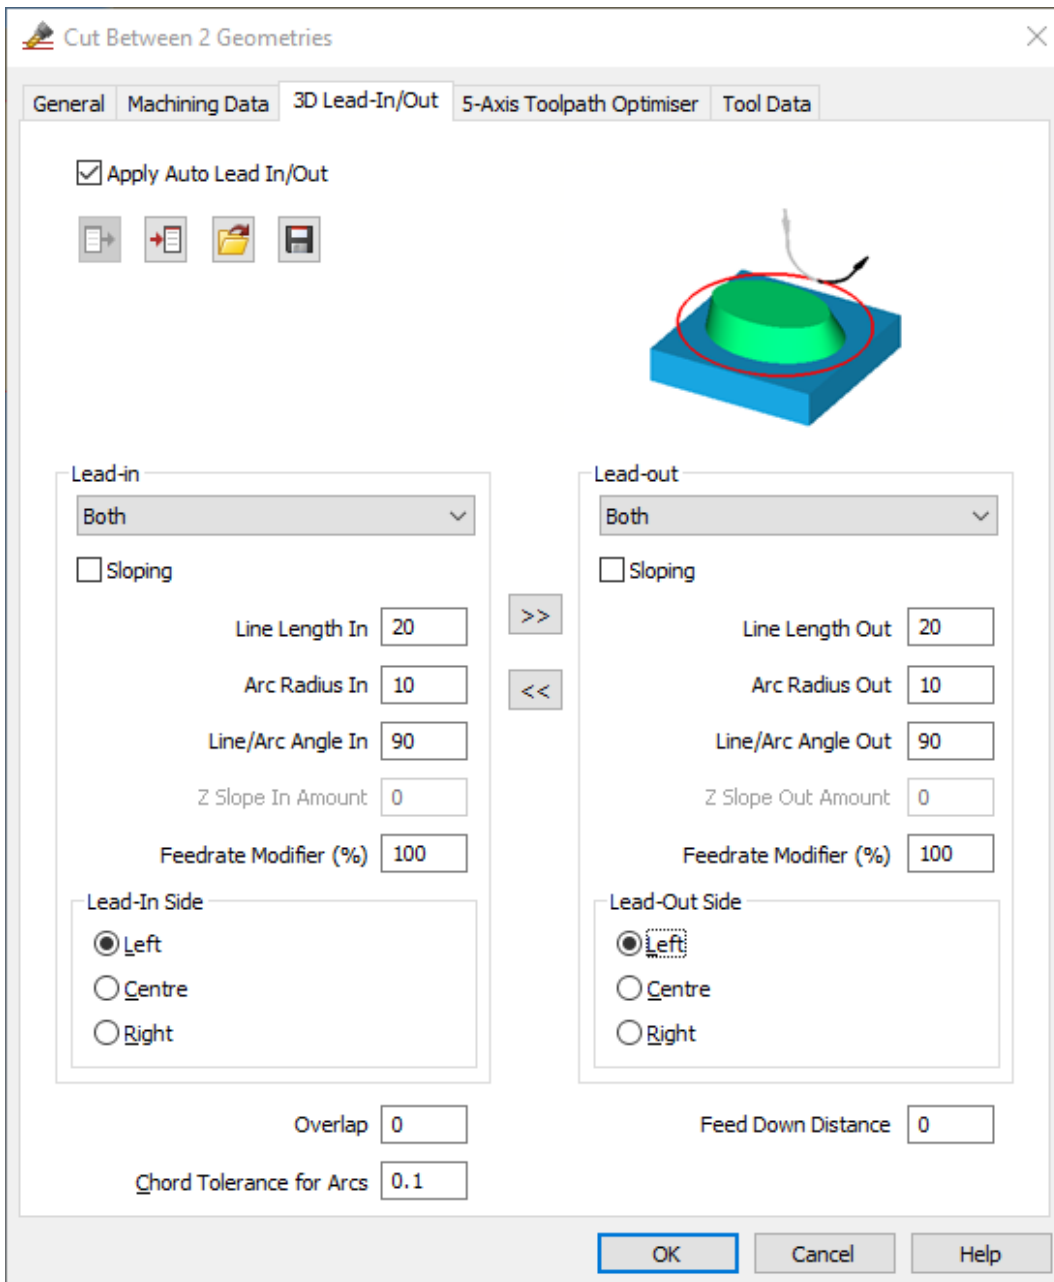 Cut Between 2 Geometries
General Machining Data 3D Lead-In/Out 5-Axis Toolpath Optimiser Tool Data
Apply Auto Lead In/Out
Lead-in
Both
Sloping
Line Length In 20
Arc Radius In 10
Line/Arc Angle In 90
Z Slope In Amount 0
Feedrate Modifier (%) 100
Lead-In Side
Left
Centre
Right
>>
<<
Lead-out
Both
Sloping
Line Length Out 20
Arc Radius Out 10
Line/Arc Angle Out 90
Z Slope Out Amount 0
Feedrate Modifier (%) 100
Lead-Out Side
Left
Centre
Right
Overlap 0
Feed Down Distance 0
Chord Tolerance for Arcs 0.1
OK Cancel Help